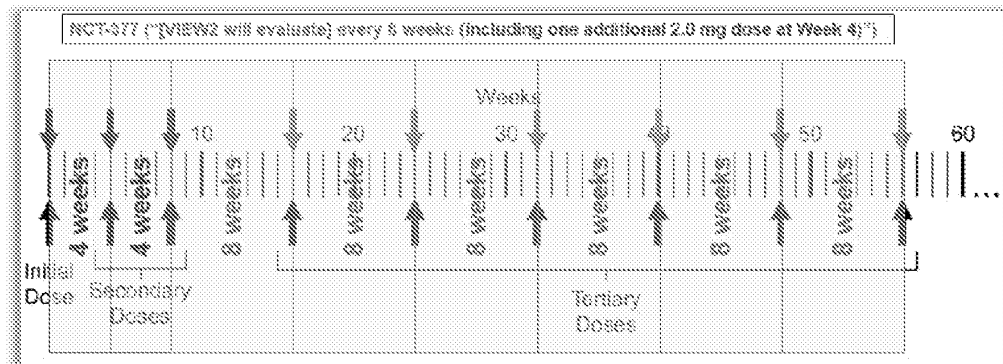 NCT-377 ("[VIEW2 will evaluate] every 8 weeks (including one additional 2.0 mg dose at Week 4)")
Weeks
10 20 30 40 50 60
4 weeks 4 weeks 8 weeks 8 weeks 8 weeks 8 weeks 8 weeks 8 weeks
...
Initial
Dose
Secondary
Doses
Tertiary
Doses